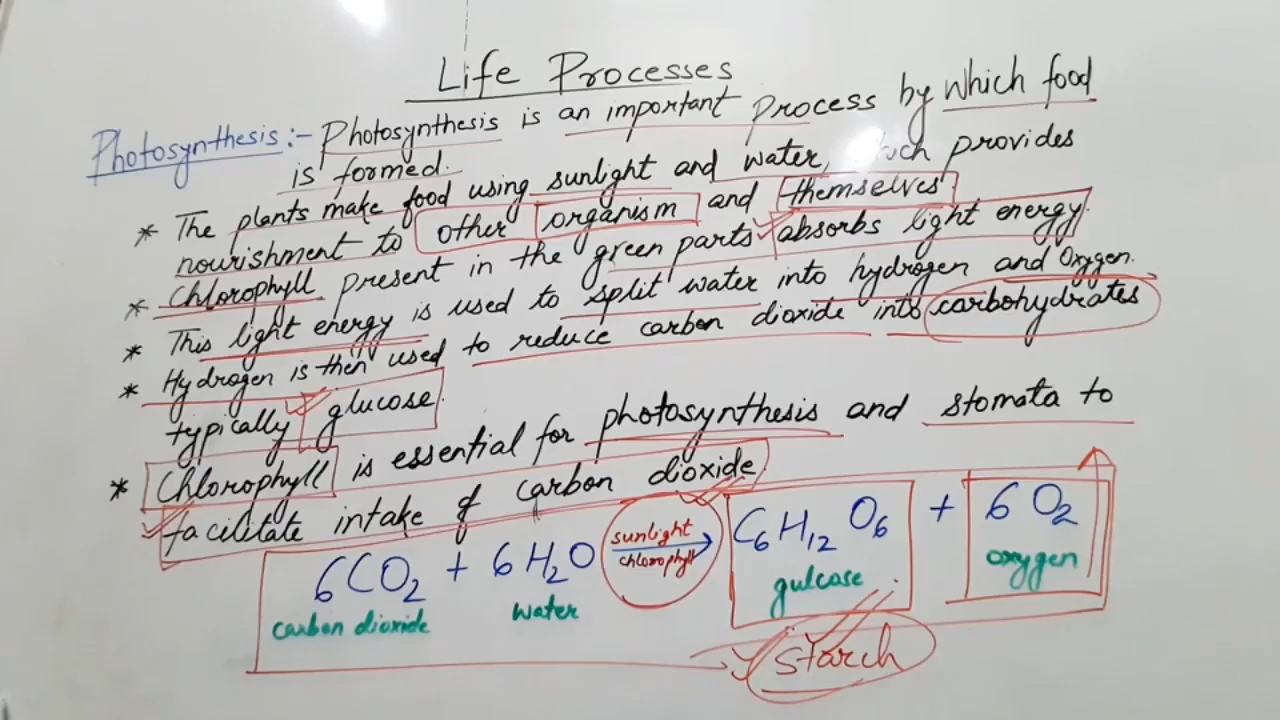 Life Processes
Photosynthesis :- Photosynthesis is an important process by which food
is formed.
* The plants make food using sunlight and water, which provides
nourishment to other organism and themselves.
* Chlorophyll present in the green parts absorbs light energy.
* This light energy is used to split water into hydrogen and Oxygen.
* Hydrogen is then used to reduce carbon dioxide into carbohydrates
typically glucose.
* Chlorophyll is essential for photosynthesis and stomata to
facilitate intake of carbon dioxide
6CO₂ + 6H₂O sunlight chlorophyll → C₆H₁₂O₆ + 6O₂
carbon dioxide water gulcose oxygen
starch